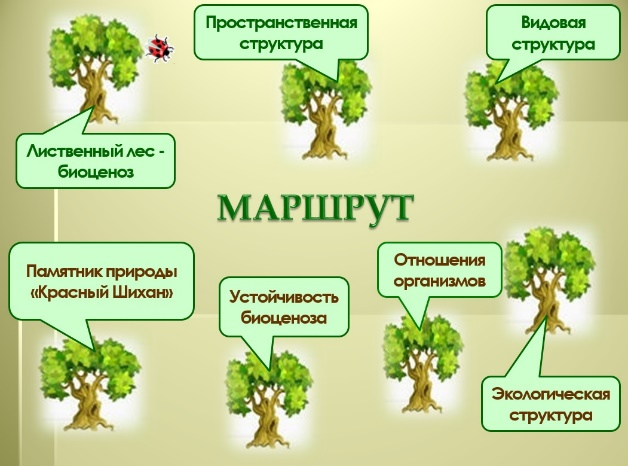 Пространственная
структура
Видовая
структура
Лиственный лес -
биоценоз
МАРШРУТ
Памятник природы
«Красный Шихан»
Устойчивость
биоценоза
Отношения
организмов
Экологическая
структура